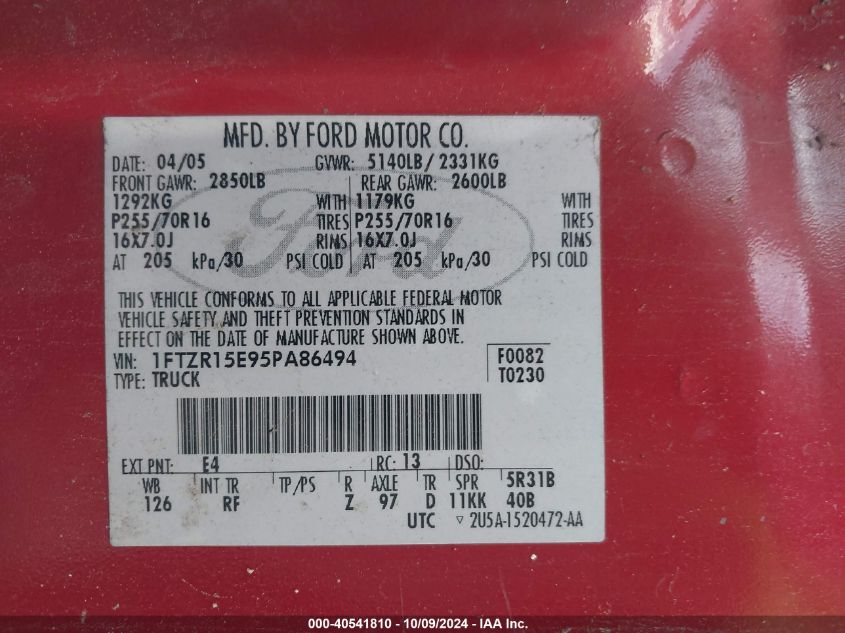 MFD. BY FORD MOTOR CO.
DATE: 04/05 GVWR: 5140LB/ 2331KG
FRONT GAWR: 2850LB REAR GAWR: 2600LB
1292KG WITH 1179KG WITH
P255/70R16 TIRES P255/70R16 TIRES
16X7.0J RIMS 16X7.0J RIMS
AT 205 kPa/30 PSI COLD AT 205 kPa/30 PSI COLD
Ford
THIS VEHICLE CONFORMS TO ALL APPLICABLE FEDERAL MOTOR
VEHICLE SAFETY AND THEFT PREVENTION STANDARDS IN
EFFECT ON THE DATE OF MANUFACTURE SHOWN ABOVE.
VIN: 1FTZR15E95PA86494 F0082
TYPE: TRUCK T0230
EXT PNT: E4 RC: 13 DSO:
WB INT TR TP/PS R AXLE TR SPR 5R31B
126 RF Z 97 D 11KK 40B
UTC ▿ 2U5A-1520472-AA
000-40541810 - 10/09/2024 - IAA Inc.